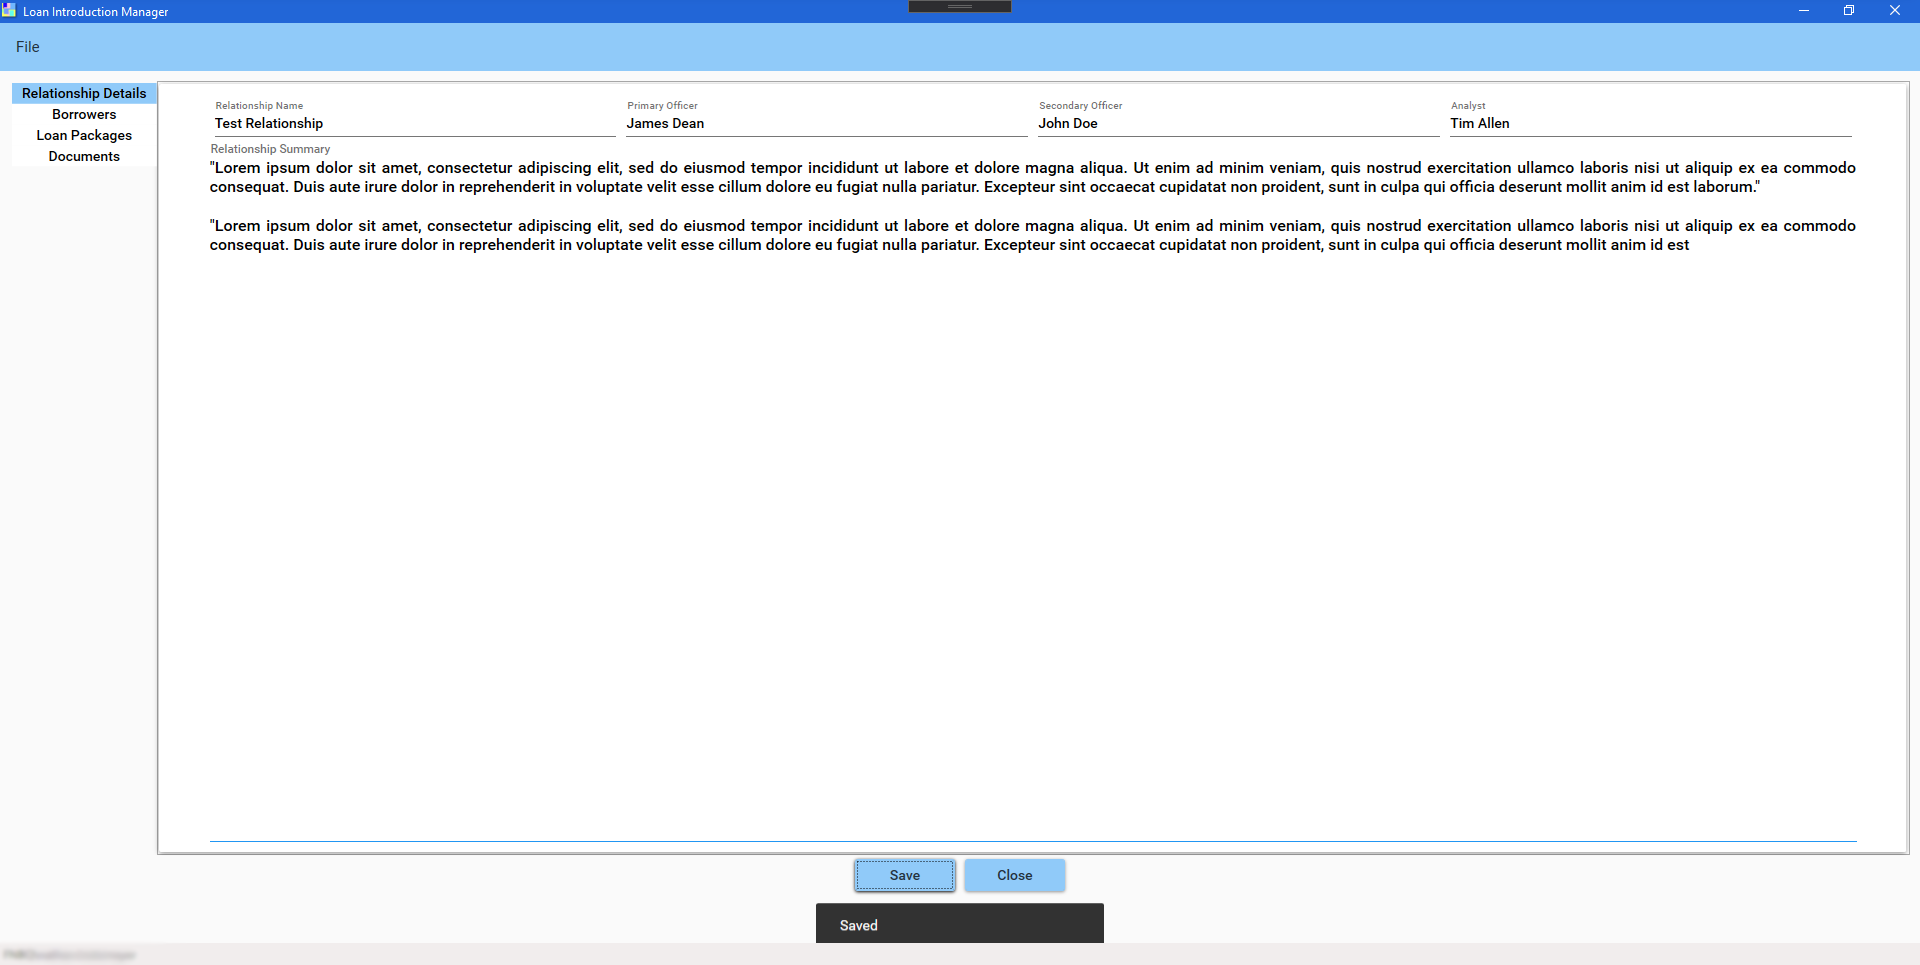 Loan Introduction Manager
File
Relationship Details
Borrowers
Loan Packages
Documents
Relationship Name
Test Relationship
Primary Officer
James Dean
Secondary Officer
John Doe
Analyst
Tim Allen
Relationship Summary
"Lorem ipsum dolor sit amet, consectetur adipiscing elit, sed do eiusmod tempor incididunt ut labore et dolore magna aliqua. Ut enim ad minim veniam, quis nostrud exercitation ullamco laboris nisi ut aliquip ex ea commodo
consequat. Duis aute irure dolor in reprehenderit in voluptate velit esse cillum dolore eu fugiat nulla pariatur. Excepteur sint occaecat cupidatat non proident, sunt in culpa qui officia deserunt mollit anim id est laborum."
"Lorem ipsum dolor sit amet, consectetur adipiscing elit, sed do eiusmod tempor incididunt ut labore et dolore magna aliqua. Ut enim ad minim veniam, quis nostrud exercitation ullamco laboris nisi ut aliquip ex ea commodo
consequat. Duis aute irure dolor in reprehenderit in voluptate velit esse cillum dolore eu fugiat nulla pariatur. Excepteur sint occaecat cupidatat non proident, sunt in culpa qui officia deserunt mollit anim id est
Save
Close
Saved